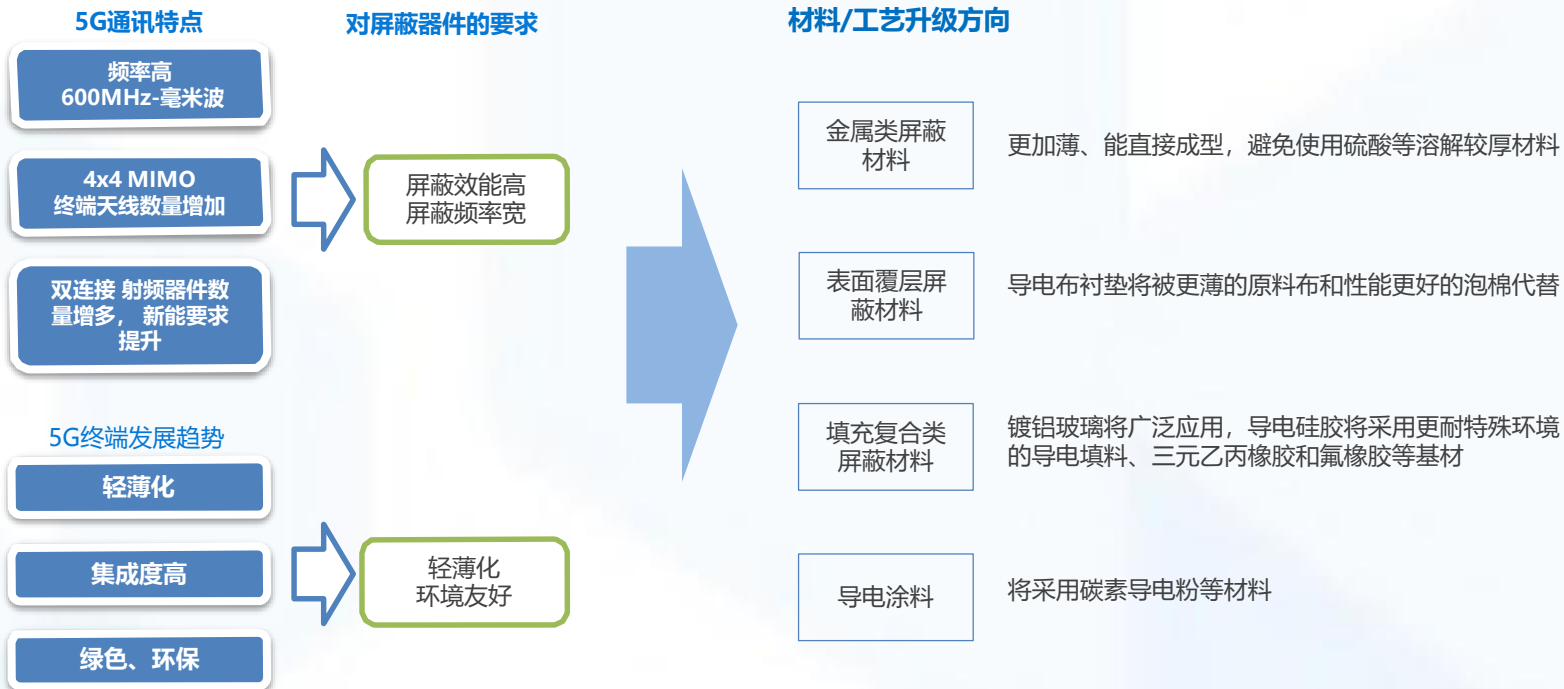 5G通讯特点
对屏蔽器件的要求
材料/工艺升级方向
频率高
600MHz-毫米波
4x4 MIMO
终端天线数量增加
双连接 射频器件数
量增多， 新能要求
提升
屏蔽效能高
屏蔽频率宽
5G终端发展趋势
轻薄化
集成度高
绿色、环保
轻薄化
环境友好
金属类屏蔽
材料
更加薄、能直接成型，避免使用硫酸等溶解较厚材料
表面覆层屏
蔽材料
导电布衬垫将被更薄的原料布和性能更好的泡棉代替
填充复合类
屏蔽材料
镀铝玻璃将广泛应用，导电硅胶将采用更耐特殊环境
的导电填料、三元乙丙橡胶和氟橡胶等基材
导电涂料
将采用碳素导电粉等材料